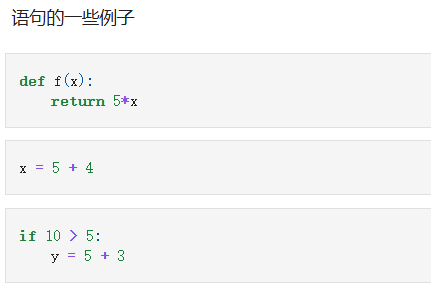 语句的一些例子
def f(x):
    return 5*x
x = 5 + 4
if 10 > 5:
    y = 5 + 3